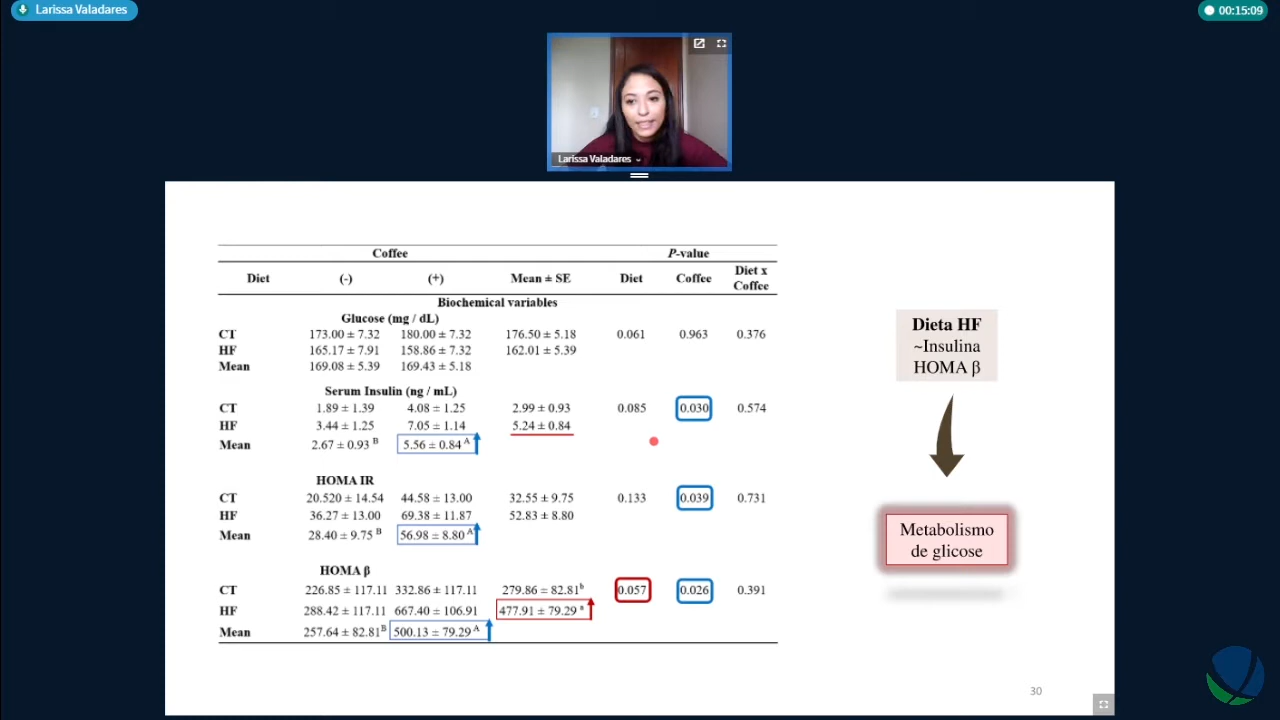 Larissa Valadares
00:15:09
Larissa Valadares
Coffee P-value
Diet (-) (+) Mean ± SE Diet Coffee Diet x Coffee
Biochemical variables
Glucose (mg / dL)
CT 173.00 ± 7.32 180.00 ± 7.32 176.50 ± 5.18 0.061 0.963 0.376
HF 165.17 ± 7.91 158.86 ± 7.32 162.01 ± 5.39
Mean 169.08 ± 5.39 169.43 ± 5.18
Serum Insulin (ng / mL)
CT 1.89 ± 1.39 4.08 ± 1.25 2.99 ± 0.93 0.085 0.030 0.574
HF 3.44 ± 1.25 7.05 ± 1.14 5.24 ± 0.84
Mean 2.67 ± 0.93 B 5.56 ± 0.84 A
HOMA IR
CT 20.520 ± 14.54 44.58 ± 13.00 32.55 ± 9.75 0.133 0.039 0.731
HF 36.27 ± 13.00 69.38 ± 11.87 52.83 ± 8.80
Mean 28.40 ± 9.75 B 56.98 ± 8.80 A
HOMA β
CT 226.85 ± 117.11 332.86 ± 117.11 279.86 ± 82.81 b 0.057 0.026 0.391
HF 288.42 ± 117.11 667.40 ± 106.91 477.91 ± 79.29 a
Mean 257.64 ± 82.81 B 500.13 ± 79.29 A
Dieta HF
~Insulina
HOMA β
Metabolismo
de glicose
30